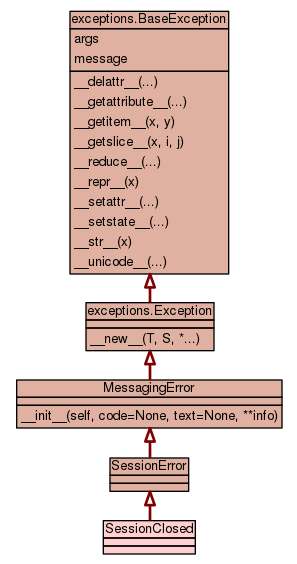 exceptions.BaseException
args
message
__delattr__(...)
__getattribute__(...)
__getitem__(x, y)
__getslice__(x, i, j)
__reduce__(...)
__repr__(x)
__setattr__(...)
__setstate__(...)
__str__(x)
__unicode__(...)
exceptions.Exception
__new__(T, S, *...)
MessagingError
__init__(self, code=None, text=None, **info)
SessionError
SessionClosed